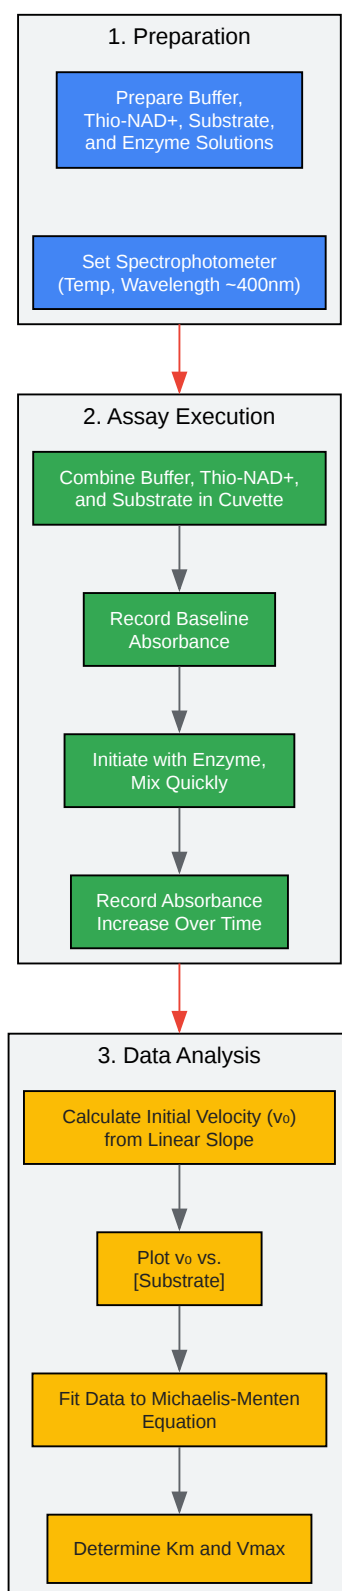 1. Preparation
Prepare Buffer,
Thio-NAD+, Substrate,
and Enzyme Solutions
Set Spectrophotometer
(Temp, Wavelength ~400nm)
2. Assay Execution
Combine Buffer, Thio-NAD+,
and Substrate in Cuvette
Record Baseline
Absorbance
Initiate with Enzyme,
Mix Quickly
Record Absorbance
Increase Over Time
3. Data Analysis
Calculate Initial Velocity (v₀)
from Linear Slope
Plot v₀ vs.
[Substrate]
Fit Data to Michaelis-Menten
Equation
Determine Km and Vmax